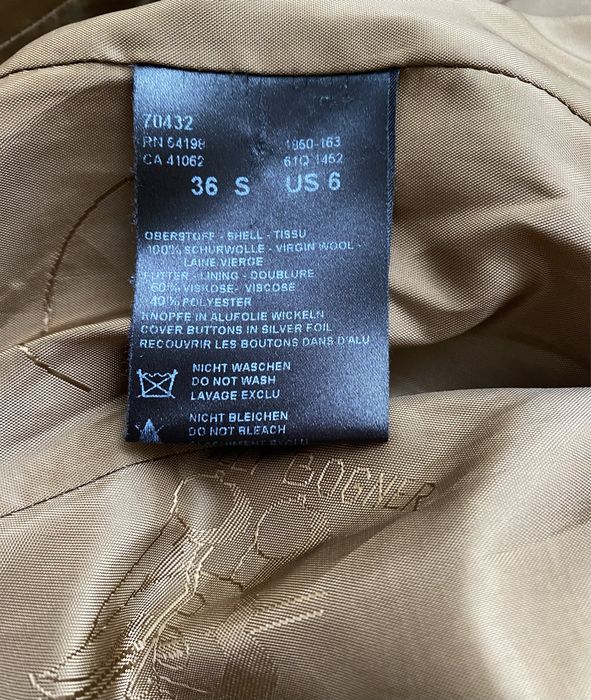 70432
RN 64198 1860-163
CA 41062 61Q 1452
36 S US 6
OBERSTOFF - SHELL - TISSU
100% SCHURWOLLE - VIRGIN WOOL -
LAINE VIERGE
FUTTER - LINING - DOUBLURE
60% VISKOSE - VISCOSE
40% POLYESTER
KNOPFE IN ALUFOLIE WICKELN
COVER BUTTONS IN SILVER FOIL
RECOUVRIR LES BOUTONS DANS D'ALU
NICHT WASCHEN
DO NOT WASH
LAVAGE EXCLU
NICHT BLEICHEN
DO NOT BLEACH
BOGNER